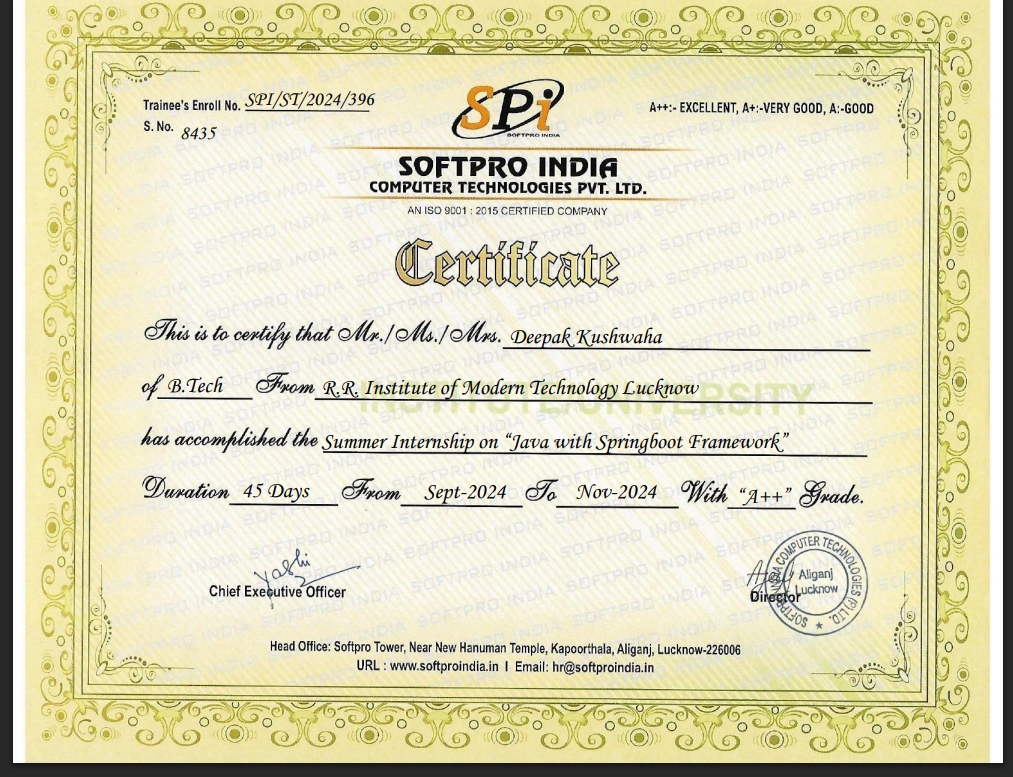 Trainee's Enroll No. SPI/ST/2024/396
S. No. 8435
SPi
SOFTPRO INDIA
A++:- EXCELLENT, A+:-VERY GOOD, A:-GOOD
SOFTPRO INDIA
COMPUTER TECHNOLOGIES PVT. LTD.
AN ISO 9001 : 2015 CERTIFIED COMPANY
Certificate
This is to certify that Mr./Ms./Mrs. Deepak Kushwaha
of B.Tech From R.R. Institute of Modern Technology Lucknow
INSTITUTE/UNIVERSITY
has accomplished the Summer Internship on “Java with Springboot Framework”
Duration 45 Days From Sept-2024 To Nov-2024 With “A++” Grade.
Yashi
Chief Executive Officer
Director
SOFTPRO INDIA COMPUTER TECHNOLOGIES (P) LTD.
Aliganj
Lucknow
Head Office: Softpro Tower, Near New Hanuman Temple, Kapoorthala, Aliganj, Lucknow-226006
URL : www.softproindia.in I Email: hr@softproindia.in